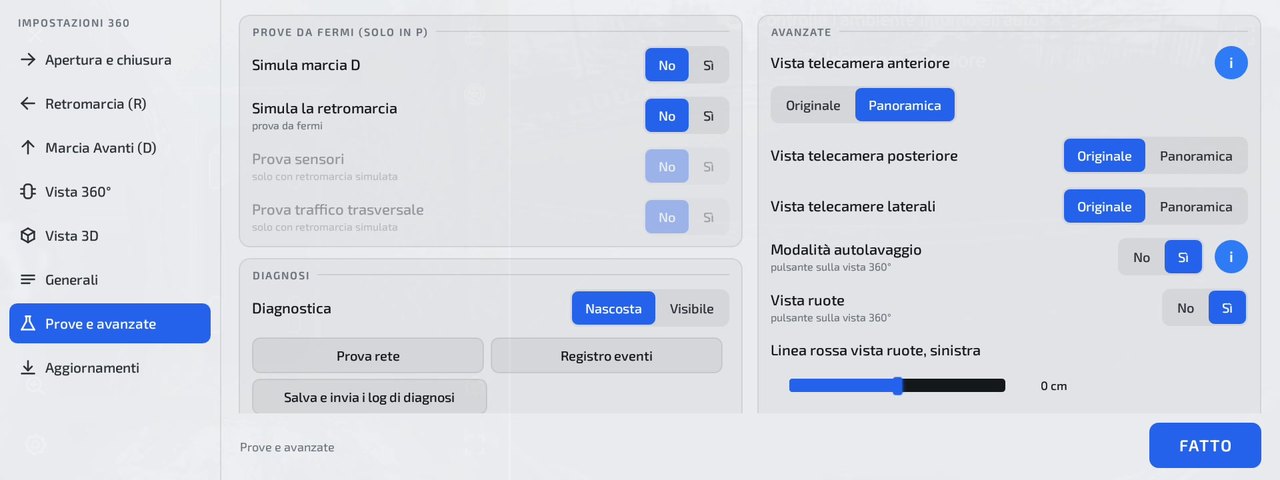 IMPOSTAZIONI 360
Apertura e chiusura
Retromarcia (R)
Marcia Avanti (D)
Vista 360°
Vista 3D
Generali
Prove e avanzate
Aggiornamenti
PROVE DA FERMI (SOLO IN P)
Simula marcia D
No Sì
Simula la retromarcia
prova da fermi
No Sì
Prova sensori
solo con retromarcia simulata
No Sì
Prova traffico trasversale
solo con retromarcia simulata
No Sì
DIAGNOSI
Diagnostica
Nascosta Visibile
Prova rete Registro eventi
Salva e invia i log di diagnosi
AVANZATE
Vista telecamera anteriore
i
Originale Panoramica
Vista telecamera posteriore
Originale Panoramica
Vista telecamere laterali
Originale Panoramica
Modalità autolavaggio
pulsante sulla vista 360°
No Sì i
Vista ruote
pulsante sulla vista 360°
No Sì
Linea rossa vista ruote, sinistra
0 cm
Prove e avanzate
FATTO